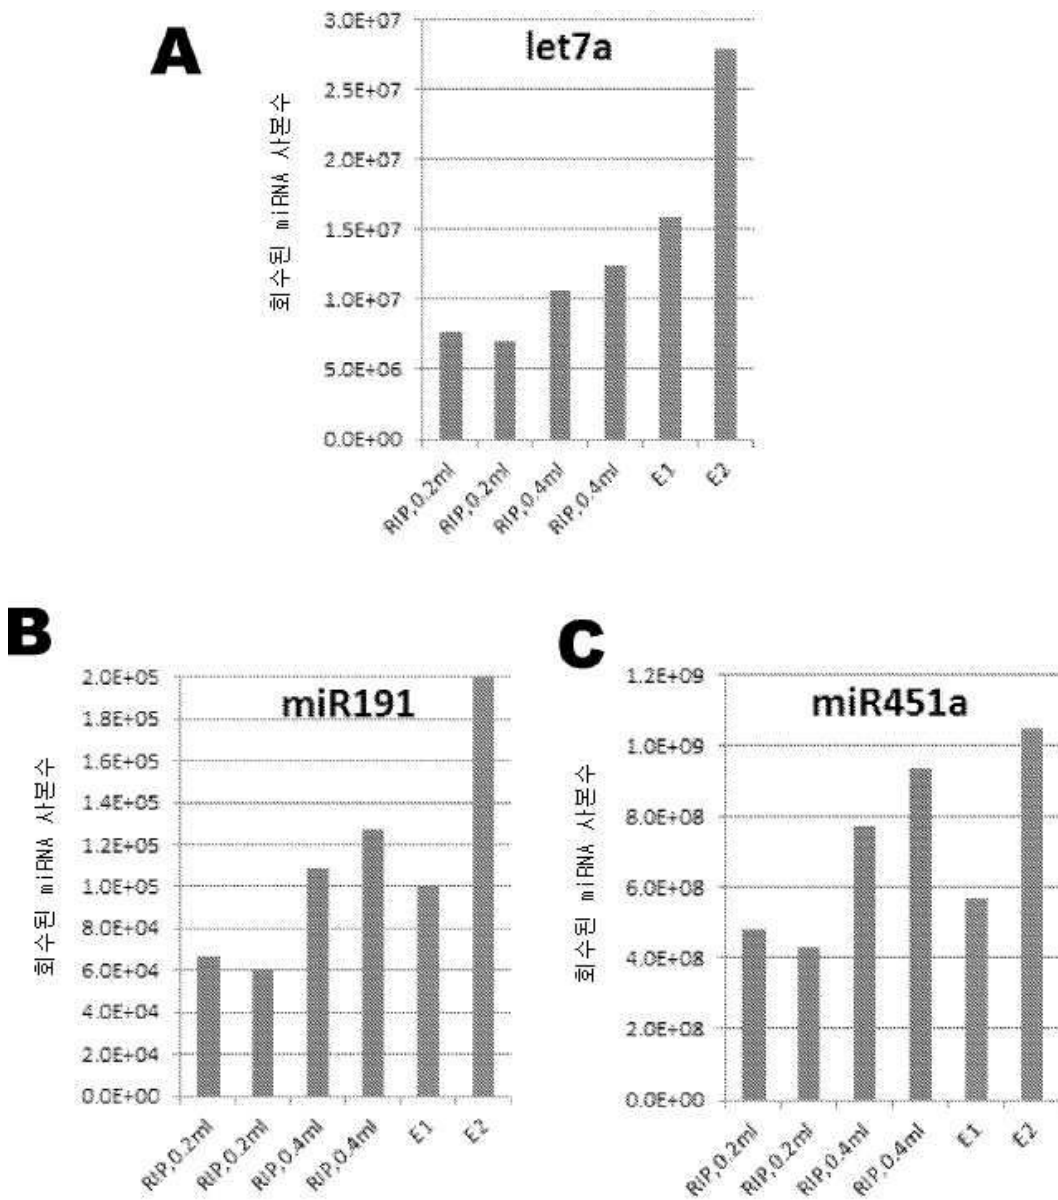 A
let7a
회수된 miRNA 사본수
3.0E+07
2.5E+07
2.0E+07
1.5E+07
1.0E+07
5.0E+06
0.0E+00
RIP,0.2ml
RIP,0.2ml
RIP,0.4ml
RIP,0.4ml
E1
E2
B
miR191
회수된 miRNA 사본수
2.0E+05
1.8E+05
1.6E+05
1.4E+05
1.2E+05
1.0E+05
8.0E+04
6.0E+04
4.0E+04
2.0E+04
0.0E+00
RIP,0.2ml
RIP,0.2ml
RIP,0.4ml
RIP,0.4ml
E1
E2
C
miR451a
회수된 miRNA 사본수
1.2E+09
1.0E+09
8.0E+08
6.0E+08
4.0E+08
2.0E+08
0.0E+00
RIP,0.2ml
RIP,0.2ml
RIP,0.4ml
RIP,0.4ml
E1
E2